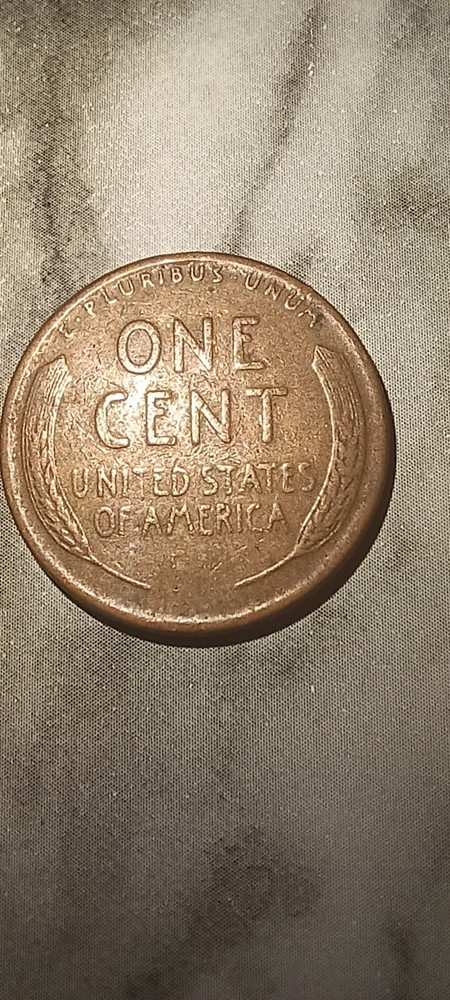 E · PLURIBUS · UNUM
ONE
CENT
UNITED STATES
OF AMERICA